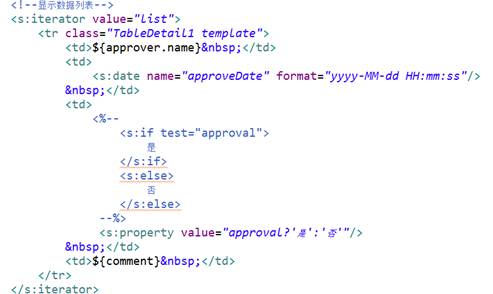 <!--显示数据列表-->
<s:iterator value="list">
<tr class="TableDetail1 template">
<td>${approver.name}&nbsp;</td>
<td>
<s:date name="approveDate" format="yyyy-MM-dd HH:mm:ss"/>
&nbsp;</td>
<td>
<%--
<s:if test="approval">
是
</s:if>
<s:else>
否
</s:else>
--%>
<s:property value="approval?'是':'否'"/>
&nbsp;</td>
<td>${comment}&nbsp;</td>
</tr>
</s:iterator>